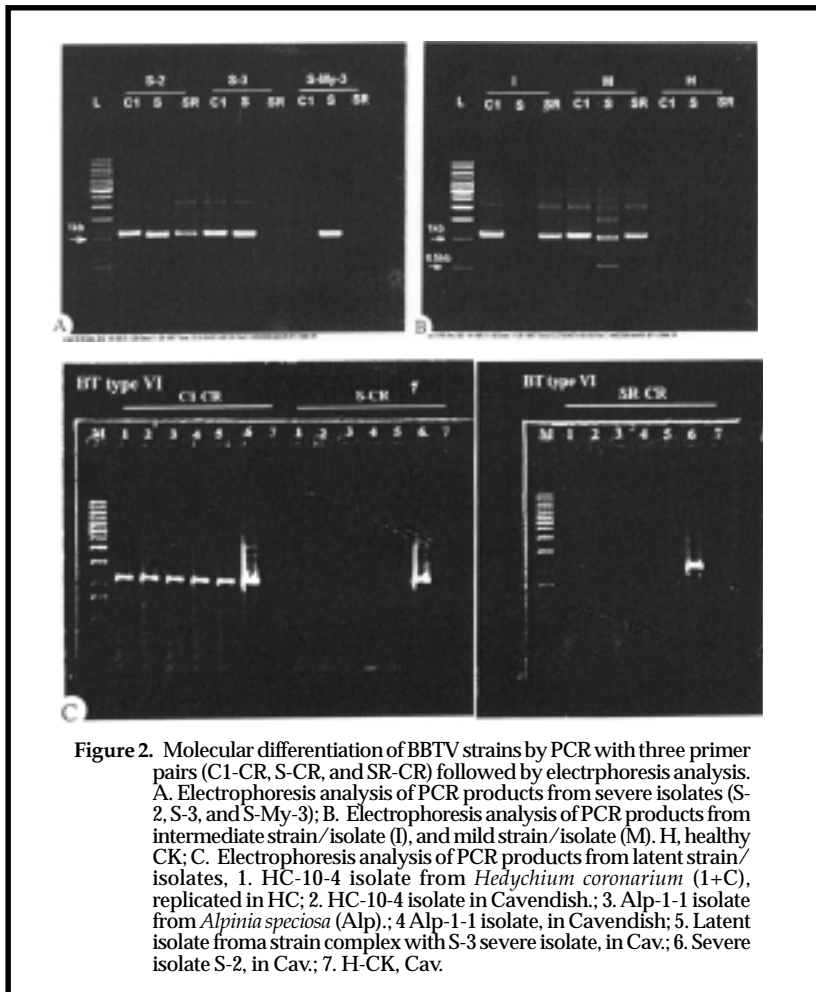 S-2 S-3 S-My-3
L C1 S SR C1 S SR C1 S SR
1kb
A
I M H
L C1 S SR C1 S SR C1 S SR
1kb
0.5kb
B
BT type VI
C1 CR S-CR
M 1 2 3 4 5 6 7 1 2 3 4 5 6 7
C
BT type VI
SR CR
M 1 2 3 4 5 6 7
Figure 2. Molecular differentiation of BBTV strains by PCR with three primer
pairs (C1-CR, S-CR, and SR-CR) followed by electrphoresis analysis.
A. Electrophoresis analysis of PCR products from severe isolates (S-
2, S-3, and S-My-3); B. Electrophoresis analysis of PCR products from
intermediate strain/isolate (I), and mild strain/isolate (M). H, healthy
CK; C. Electrophoresis analysis of PCR products from latent strain/
isolates, 1. HC-10-4 isolate from Hedychium coronarium (1+C),
replicated in HC; 2. HC-10-4 isolate in Cavendish.; 3. Alp-1-1 isolate
from Alpinia speciosa (Alp).; 4 Alp-1-1 isolate, in Cavendish; 5. Latent
isolate froma strain complex with S-3 severe isolate, in Cav.; 6. Severe
isolate S-2, in Cav.; 7. H-CK, Cav.